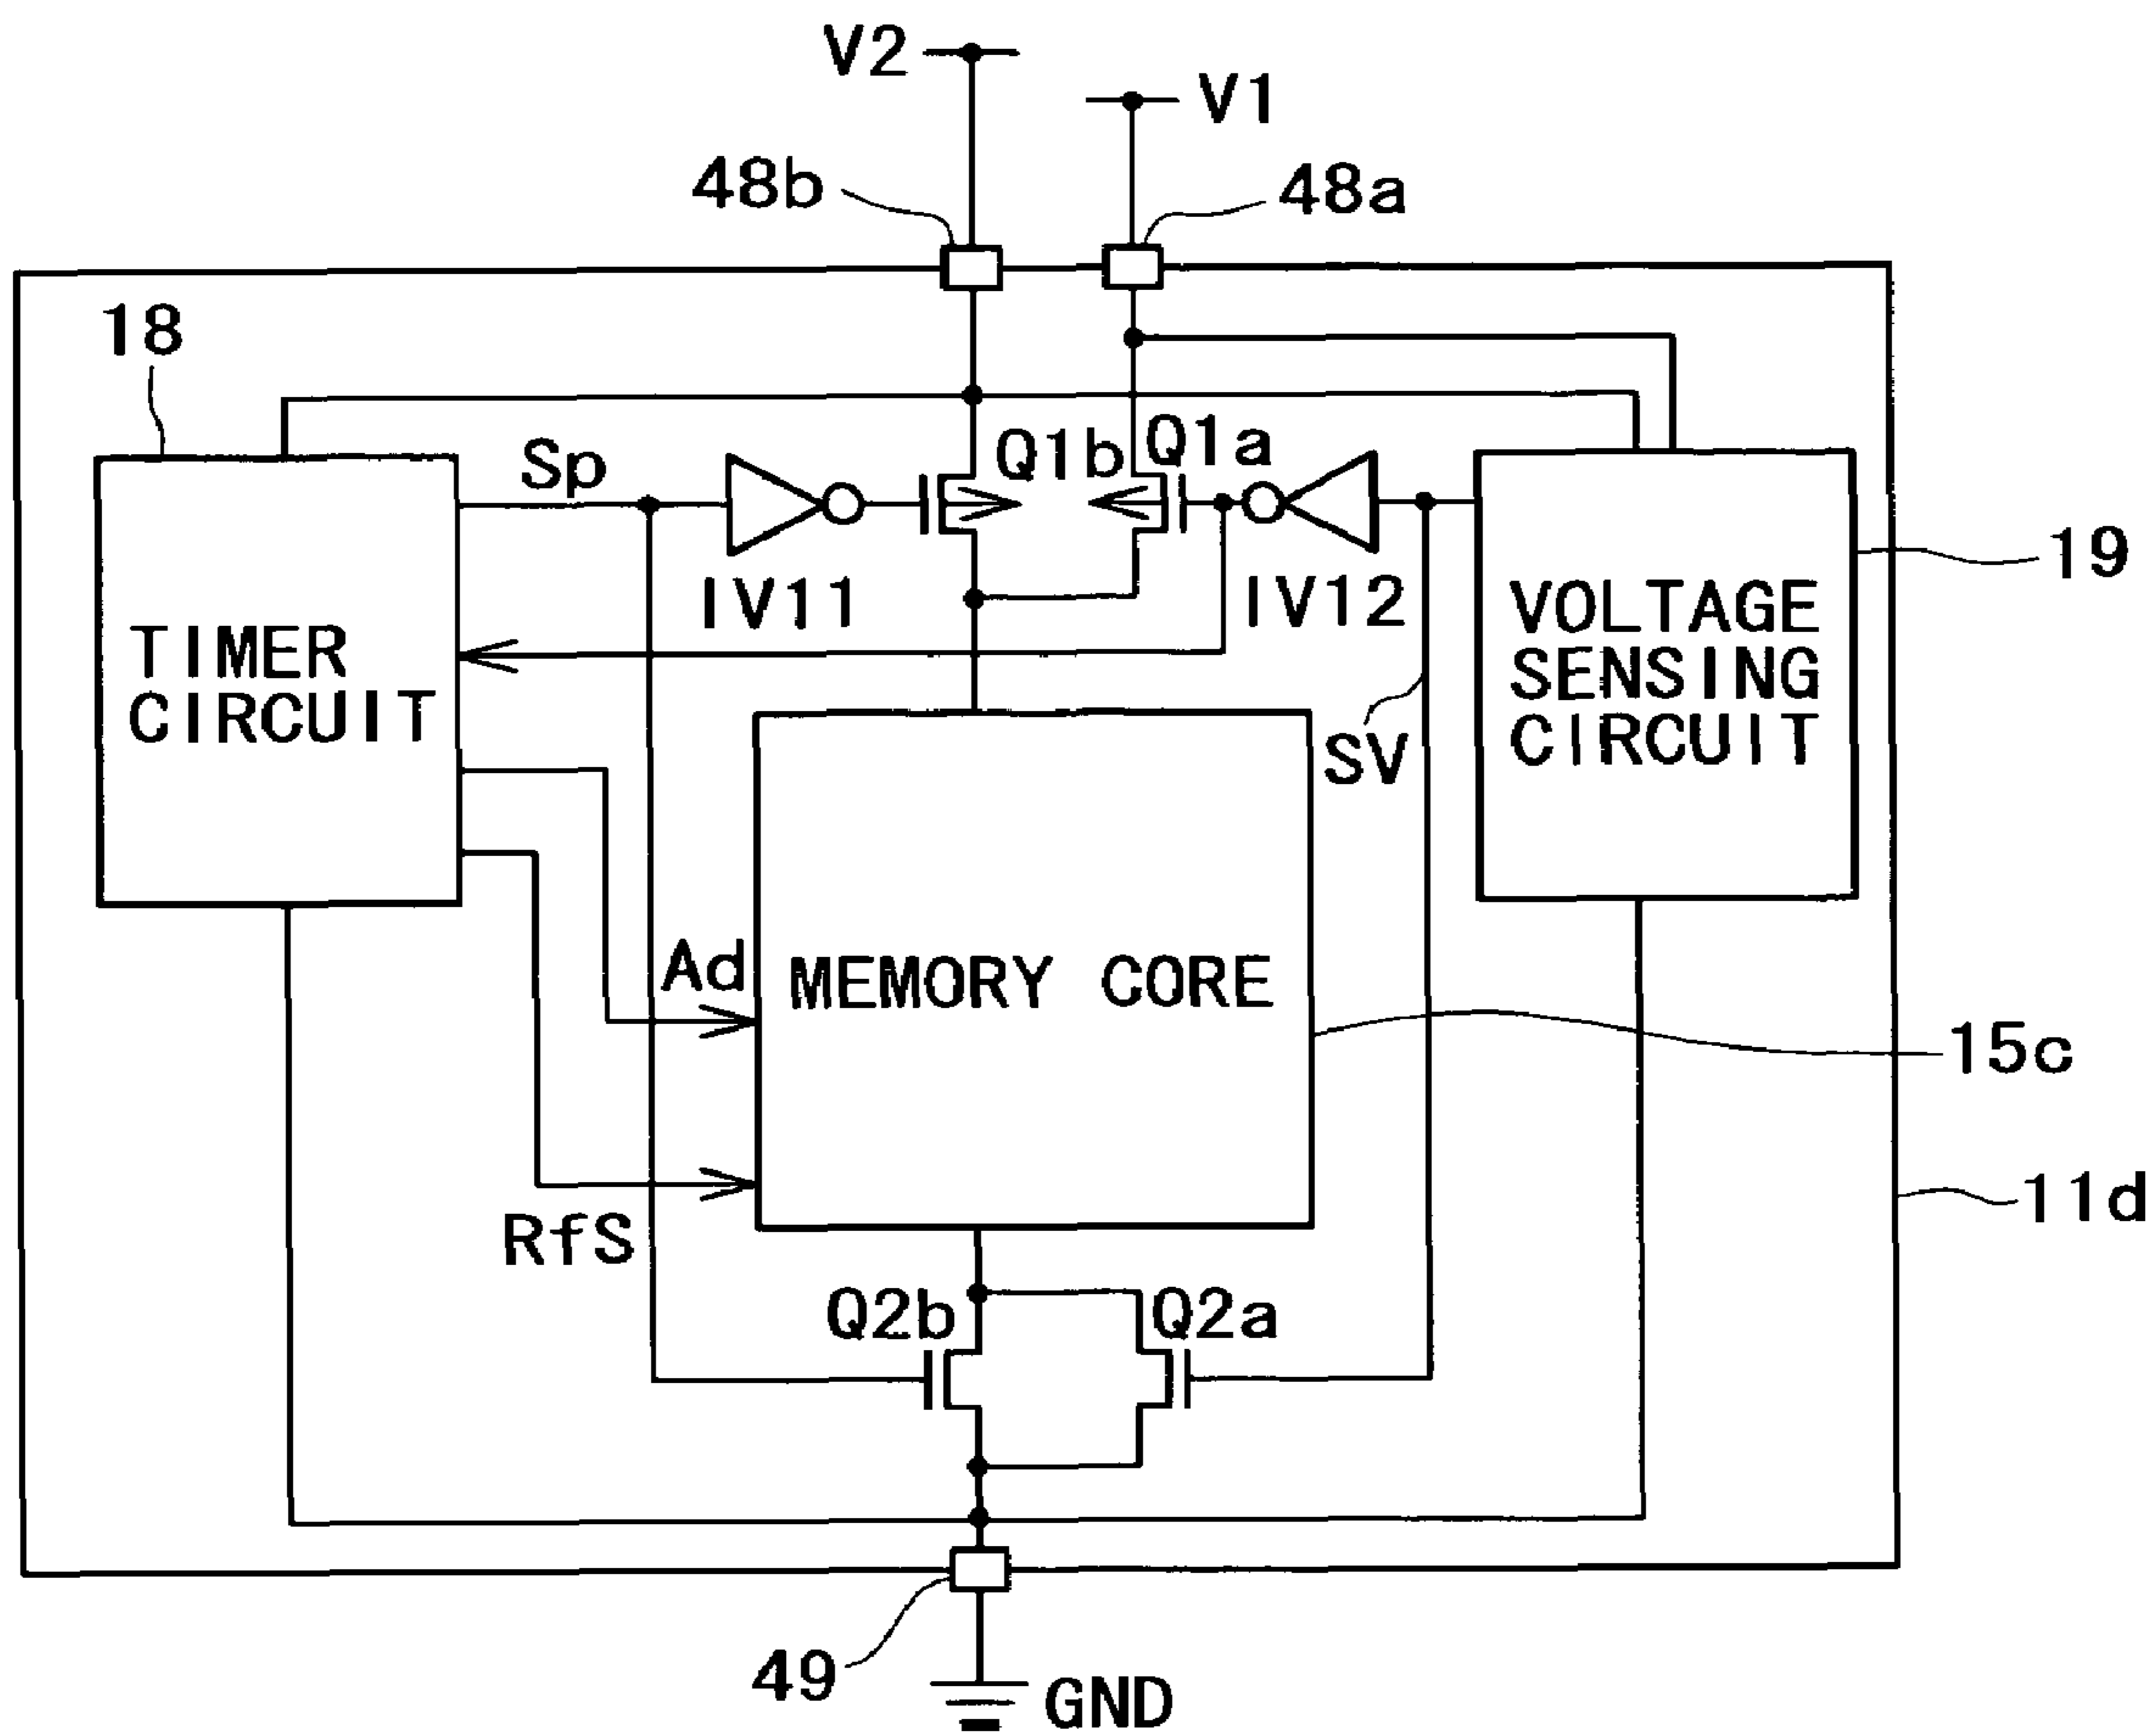 V2
V1
48b
48a
18
Sp
Q1b
Q1a
IV11
IV12
19
TIMER
CIRCUIT
VOLTAGE
SENSING
CIRCUIT
SV
Ad
MEMORY CORE
15c
RfS
11d
Q2b
Q2a
49
GND